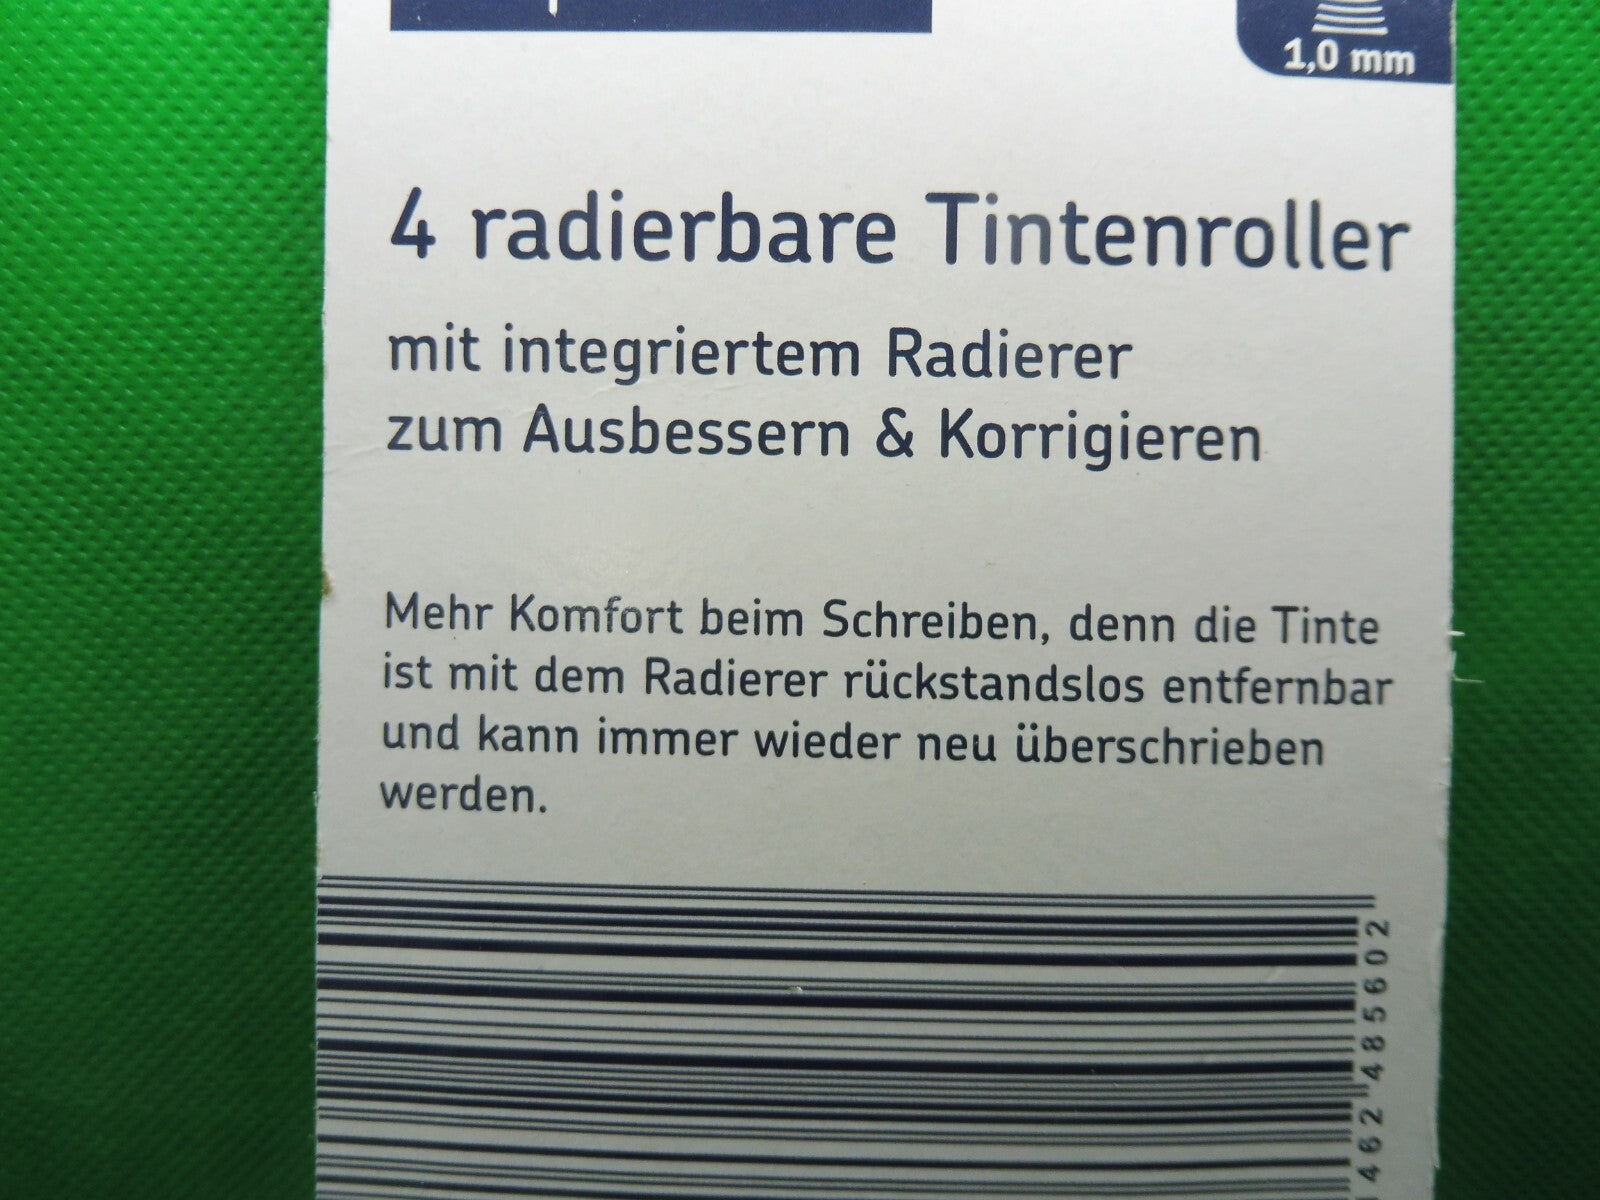 1,0 mm
4 radierbare Tintenroller
mit integriertem Radierer
zum Ausbessern & Korrigieren
Mehr Komfort beim Schreiben, denn die Tinte
ist mit dem Radierer rückstandslos entfernbar
und kann immer wieder neu überschrieben
werden.
462485602